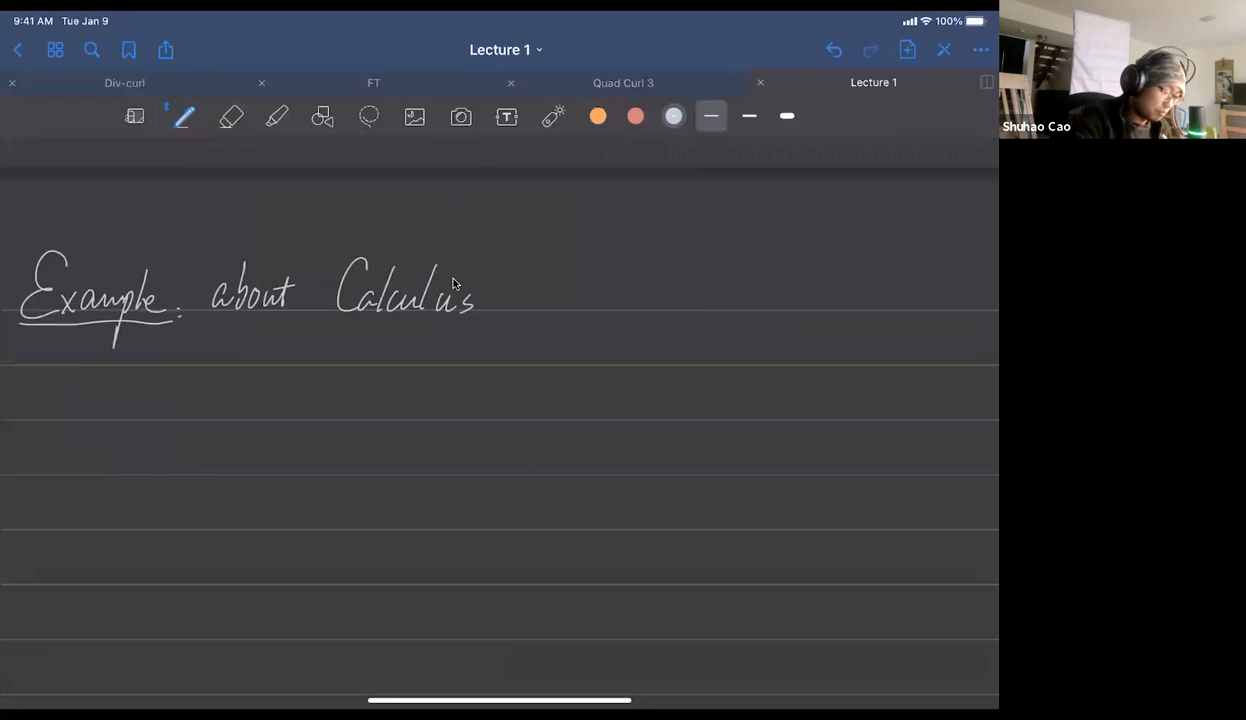 9:41 AM Tue Jan 9 100%
Lecture 1
Div-curl FT Quad Curl 3 Lecture 1
T
Shuhao Cao
Example: about Calculus